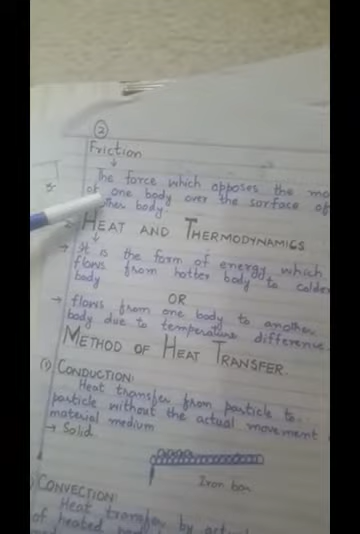 ②
Friction
The force which opposes the mo
of one body over the surface of
body.
HEAT AND THERMODYNAMICS
→ It is the form of energy which
flows from hotter body to colde
body
OR
→ flows from one body to another
body due to temperature difference.
METHOD OF HEAT TRANSFER.
(1) CONDUCTION:
Heat transfer from particle to
particle without the actual movement
material medium
→ Solid
Iron bar
CONVECTION:
Heat transfer by actu
of heated